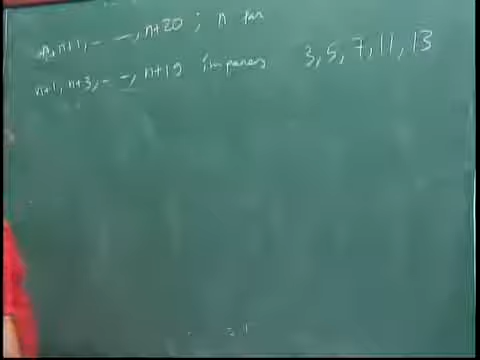 n, n+1, - - , n+20 ; n par
n+1, n+3, - - , n+19 impares 3, 5, 7, 11, 13